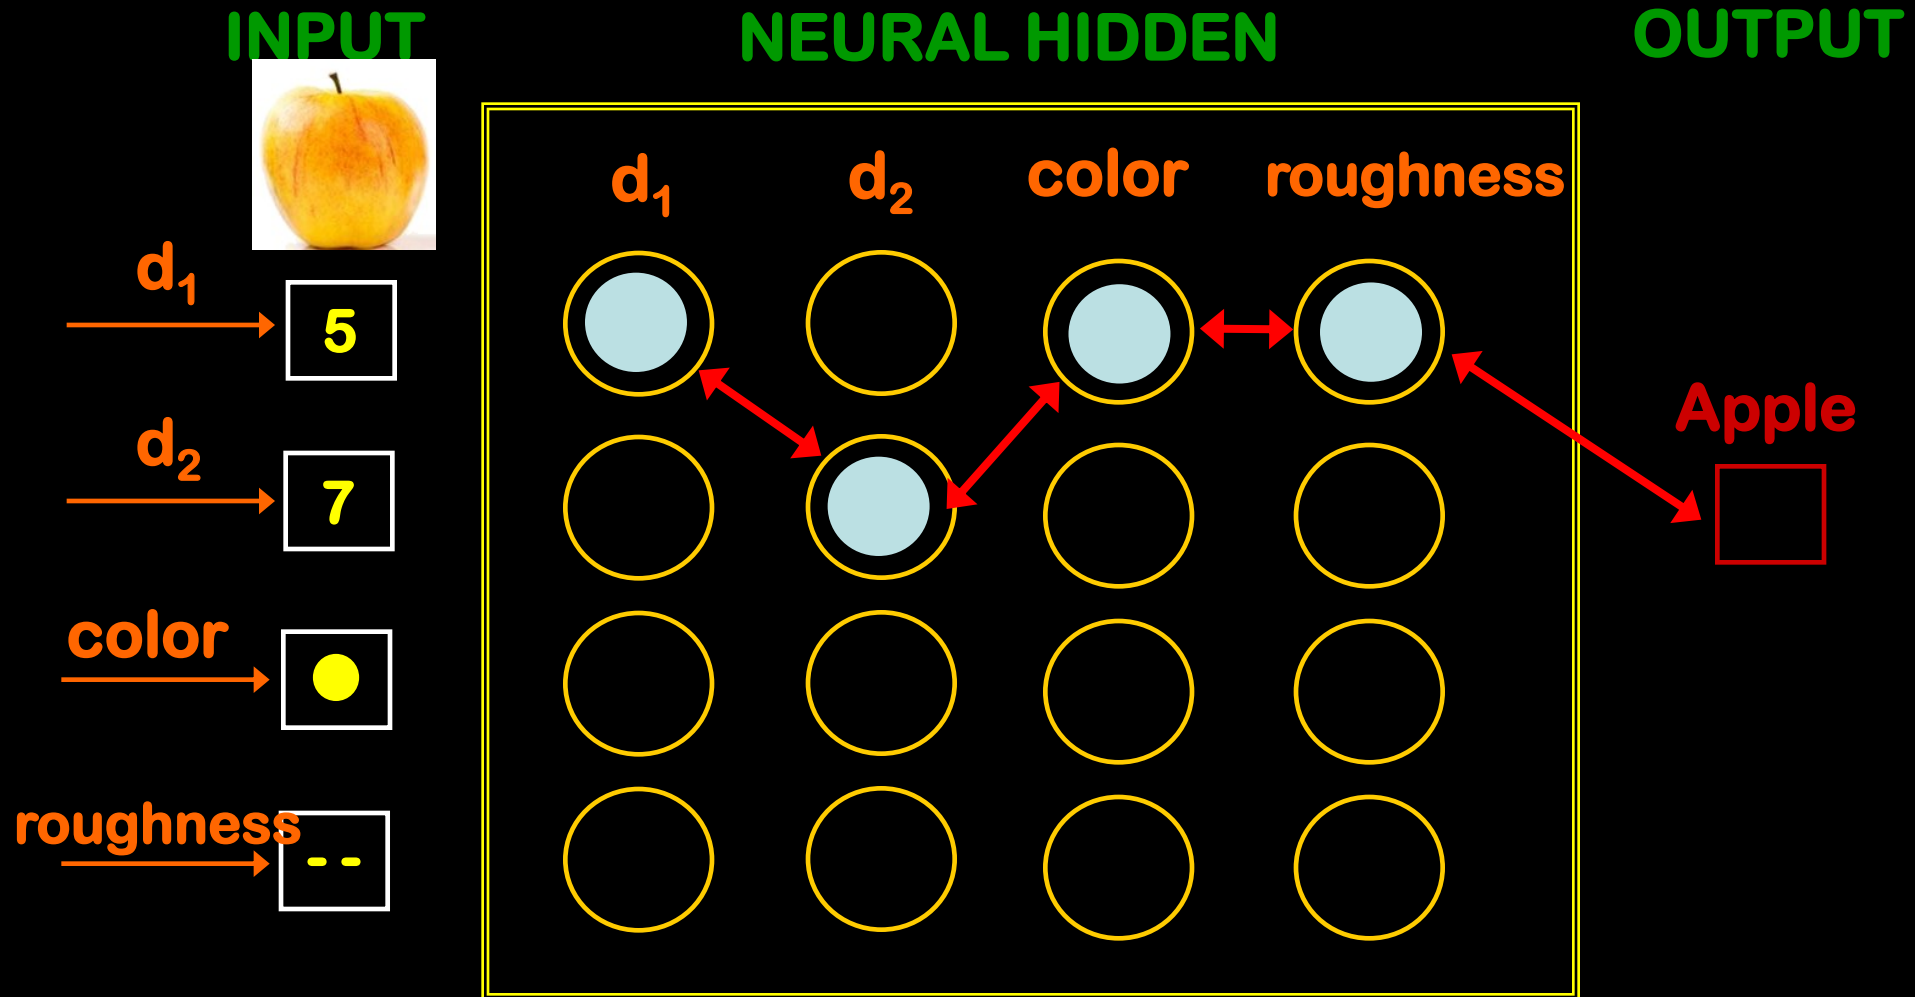 INPUT
NEURAL HIDDEN
OUTPUT
d1
d2
color
roughness
d1
5
d2
7
color
roughness
- -
Apple